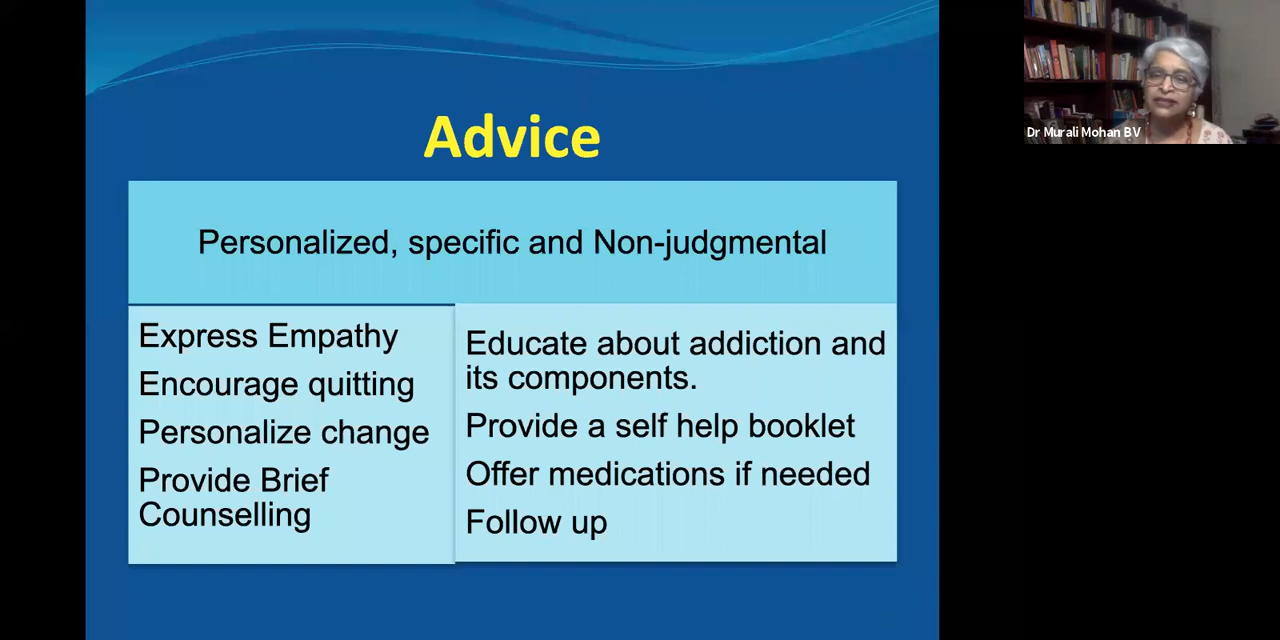 Advice
Personalized, specific and Non-judgmental
Express Empathy
Encourage quitting
Personalize change
Provide Brief
Counselling
Educate about addiction and
its components.
Provide a self help booklet
Offer medications if needed
Follow up
Dr Murali Mohan BV